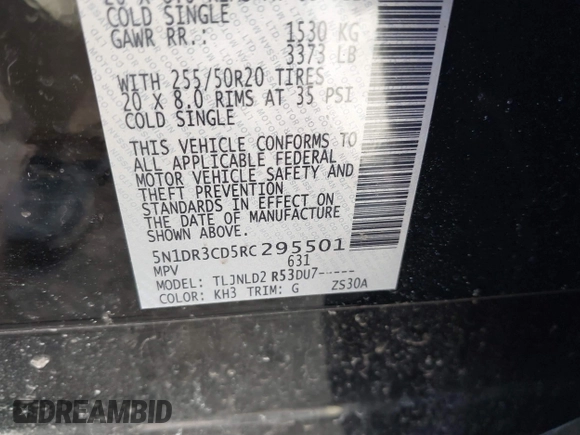 COLD SINGLE
GAWR RR.: 1530 KG
3373 LB
WITH 255/50R20 TIRES
20 X 8.0 RIMS AT 35 PSI
COLD SINGLE
THIS VEHICLE CONFORMS TO
ALL APPLICABLE FEDERAL
MOTOR VEHICLE SAFETY AND
THEFT PREVENTION
STANDARDS IN EFFECT ON
THE DATE OF MANUFACTURE
5N1DR3CD5RC295501
MPV 631
MODEL: TLJNLD2 R53DU7-----
COLOR: KH3 TRIM: G ZS30A
DREAMBID